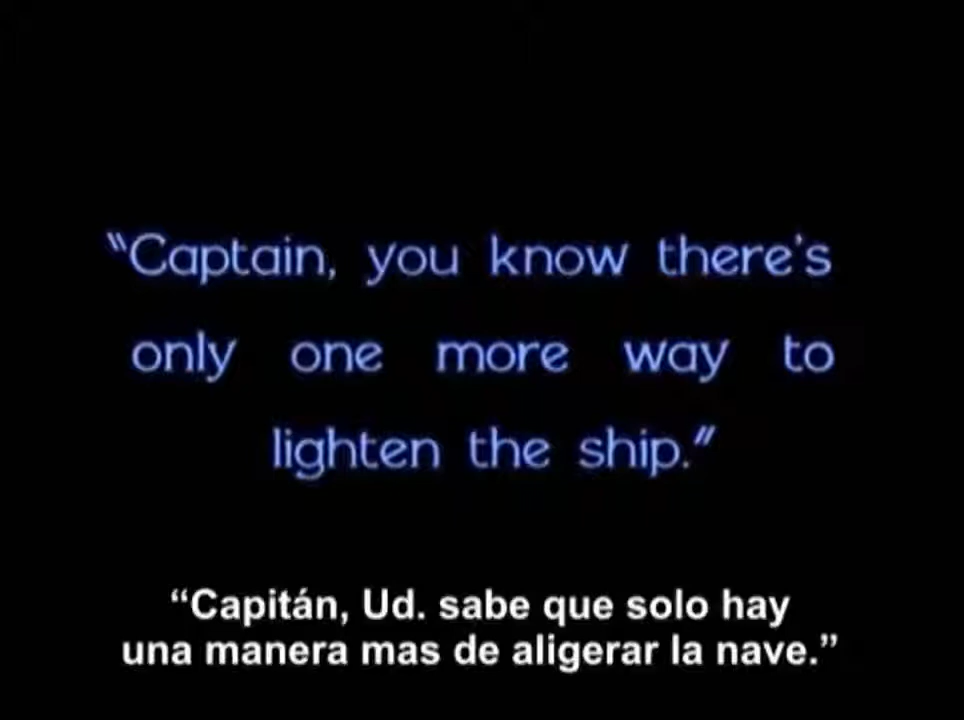 "Captain, you know there's
only one more way to
lighten the ship."
“Capitán, Ud. sabe que solo hay
una manera mas de aligerar la nave.”